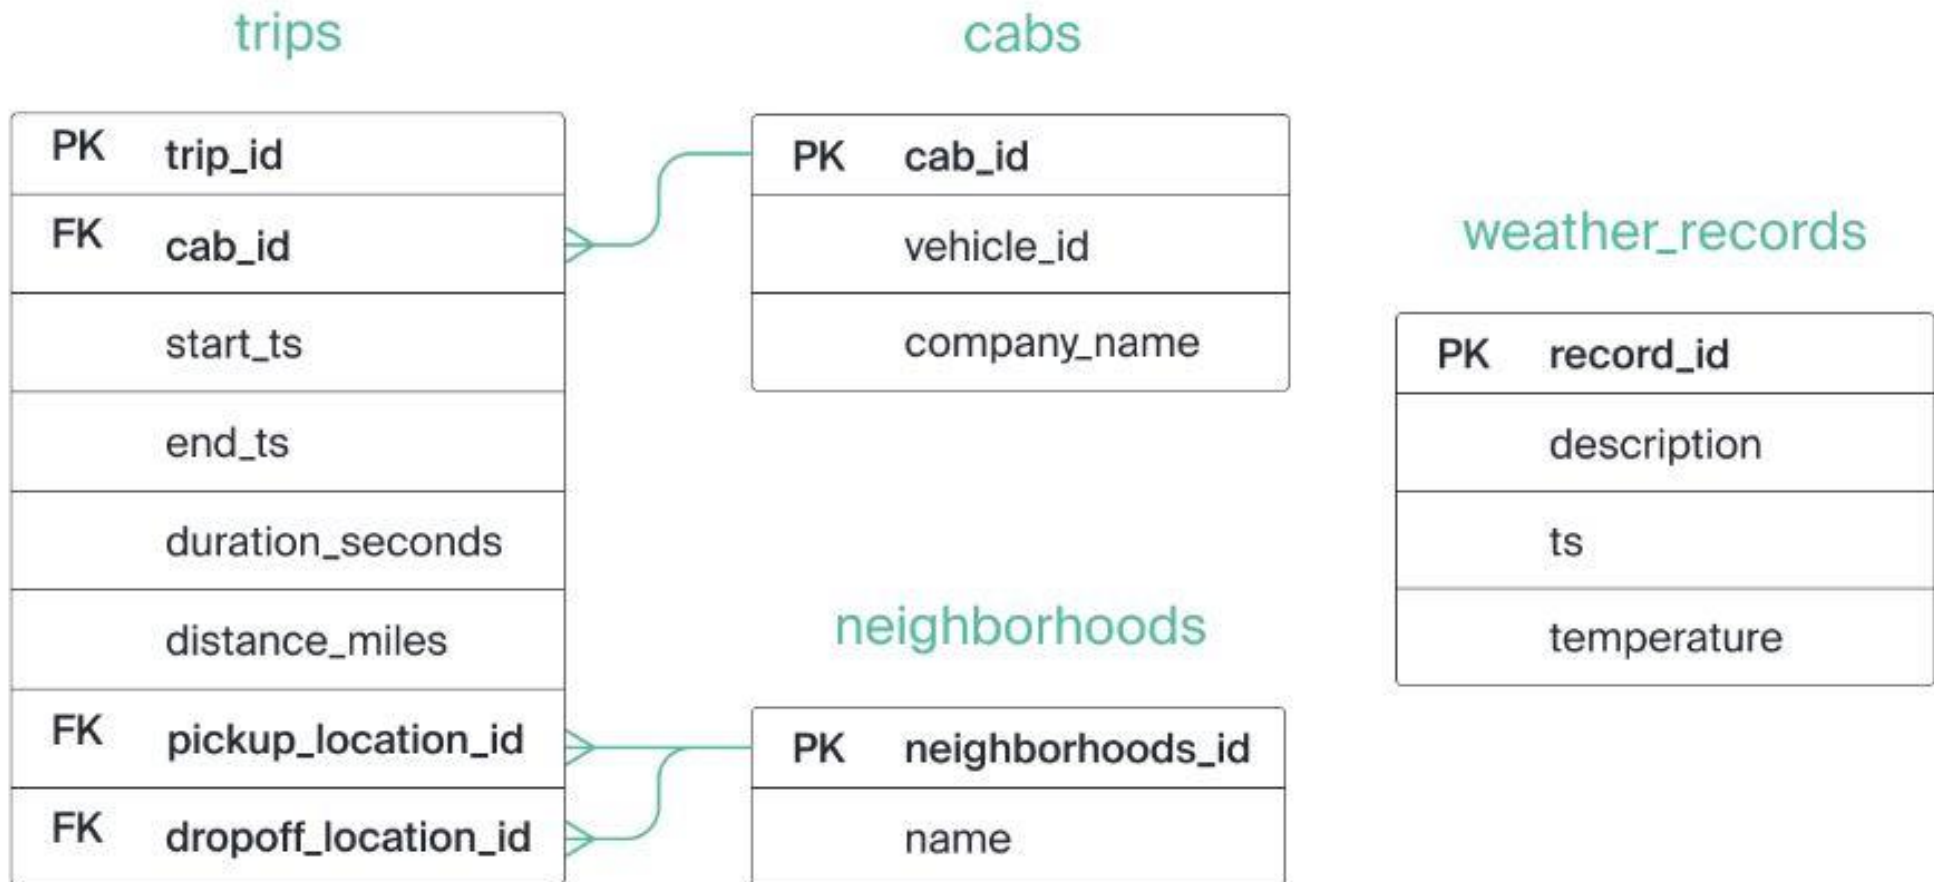 trips
PK trip_id
FK cab_id
start_ts
end_ts
duration_seconds
distance_miles
FK pickup_location_id
FK dropoff_location_id
cabs
PK cab_id
vehicle_id
company_name
neighborhoods
PK neighborhoods_id
name
weather_records
PK record_id
description
ts
temperature